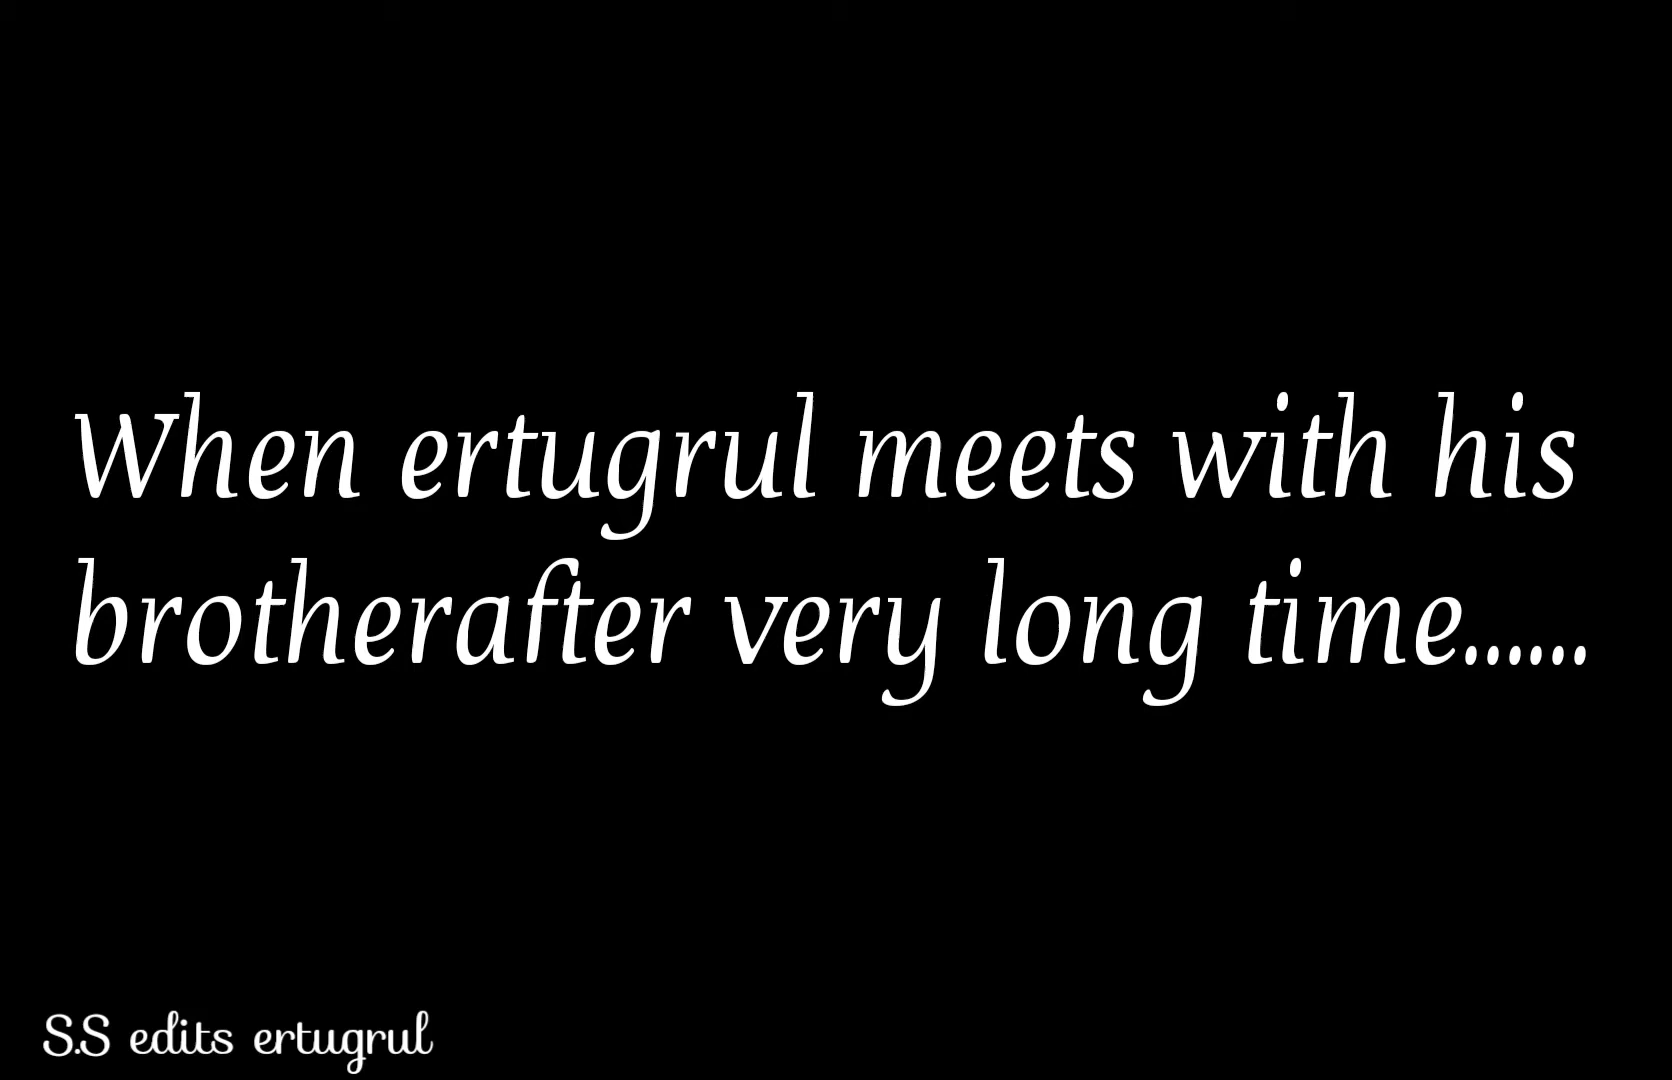 When ertugrul meets with his
brotherafter very long time......
S.S edits ertugrul